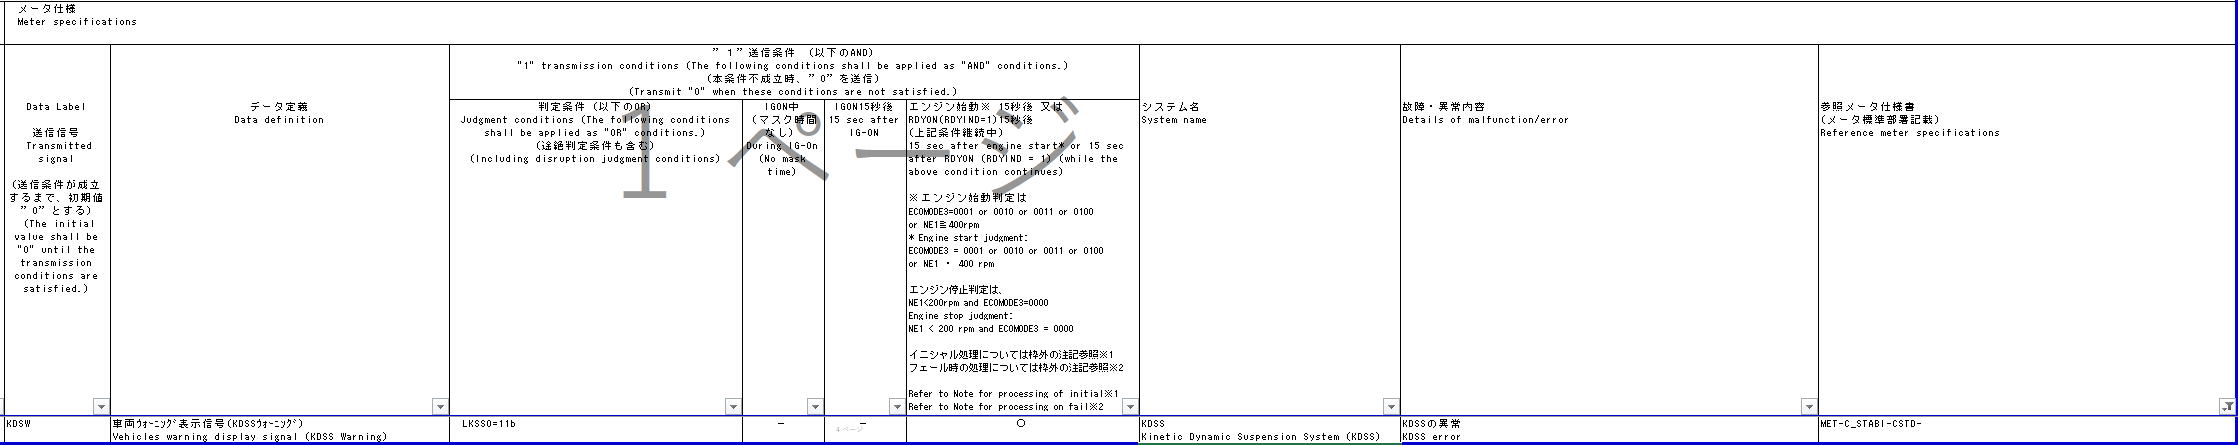 メータ仕様
Meter specifications
” 1 ”送信条件 (以下のAND)
"1" transmission conditions (The following conditions shall be applied as "AND" conditions.)
(本条件不成立時、”0”を送信)
(Transmit "0" when these conditions are not satisfied.)
Data Label
送信信号
Transmitted
signal
(送信条件が成立
するまで、初期値
”0”とする)
(The initial
value shall be
"0" until the
transmission
conditions are
satisfied.)
データ定義
Data definition
判定条件 (以下のOR)
Judgment conditions (The following conditions
shall be applied as "OR" conditions.)
(途絶判定条件も含む)
(Including disruption judgment conditions)
IGON中
(マスク時間
なし)
During IG-On
(No mask
time)
IGON15秒後
15 sec after
IG-ON
エンジン始動※ 15秒後 又は
RDYON(RDYIND=1)15秒後
(上記条件継続中)
15 sec after engine start* or 15 sec
after RDYON (RDYIND = 1) (while the
above condition continues)
※エンジン始動判定は
ECOMODE3=0001 or 0010 or 0011 or 0100
or NE1≧400rpm
* Engine start judgment:
ECOMODE3 = 0001 or 0010 or 0011 or 0100
or NE1 ・ 400 rpm
エンジン停止判定は、
NE1<200rpm and ECOMODE3=0000
Engine stop judgment:
NE1 < 200 rpm and ECOMODE3 = 0000
イニシャル処理については枠外の注記参照※1
フェール時の処理については枠外の注記参照※2
Refer to Note for processing of initial※1
Refer to Note for processing on fail※2
システム名
System name
故障・異常内容
Details of malfunction/error
参照メータ仕様書
(メータ標準部署記載)
Reference meter specifications
1 ページ
KDSW
車両ｳｫｰﾆﾝｸﾞ表示信号(KDSSｳｫｰﾆﾝｸﾞ)
Vehicles warning display signal (KDSS Warning)
LKSSO=11b
－
－
4 ページ
○
KDSS
Kinetic Dynamic Suspension System (KDSS)
KDSSの異常
KDSS error
MET-C_STABI-CSTD-